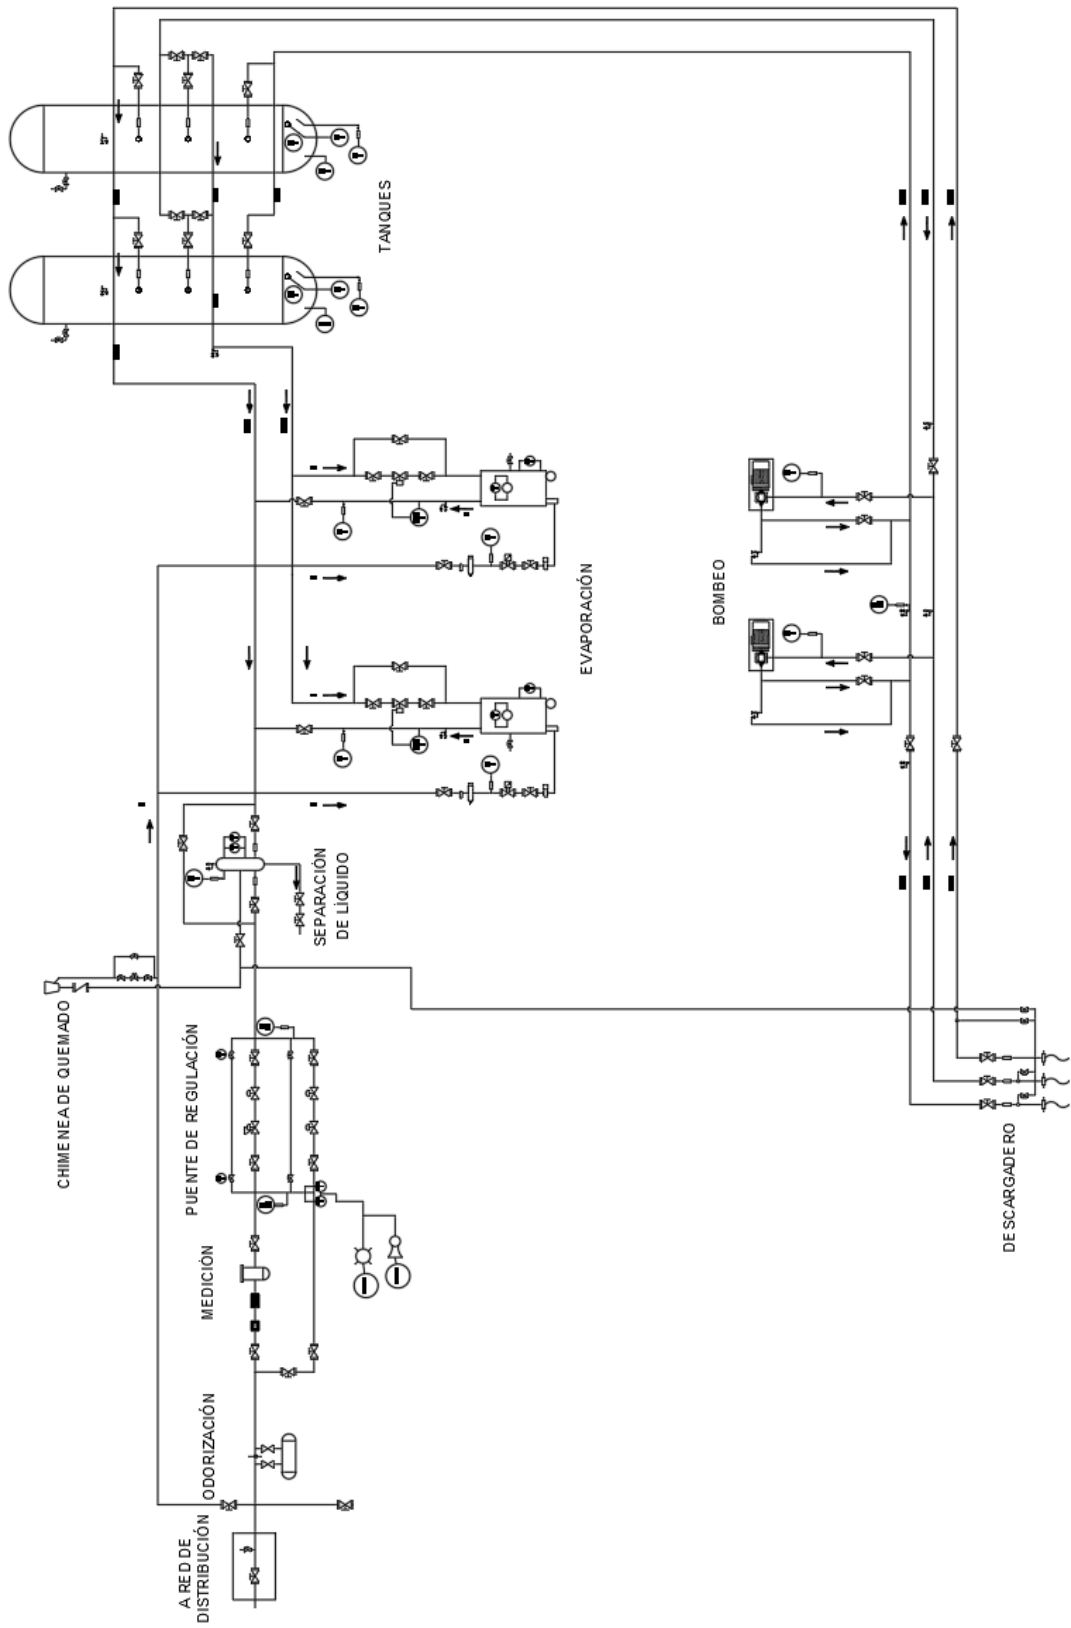 TANQUES
EVAPORACIÓN
BOMBEO
SEPARACIÓN
DE LÍQUIDO
CHIMENEA DE QUEMADO
PUENTE DE REGULACIÓN
DESCARGADERO
MEDICIÓN
ODORIZACIÓN
A RED DE
DISTRIBUCIÓN